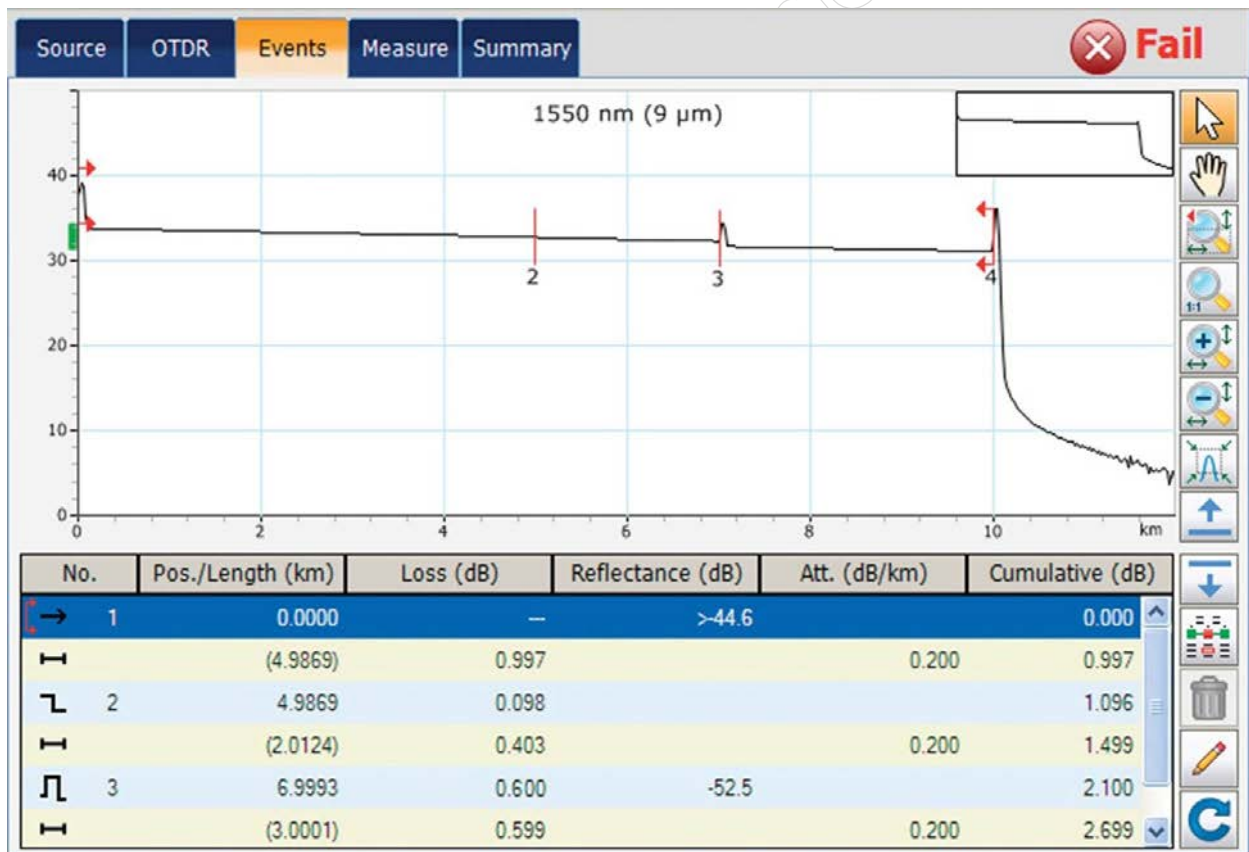 Source OTDR Events Measure Summary Fail
1550 nm (9 µm)
40
30
2 3 4
20
10
0
0 2 4 6 8 10 km
1:1
No. Pos./Length (km) Loss (dB) Reflectance (dB) Att. (dB/km) Cumulative (dB)
1 0.0000 --- >-44.6 0.000
(4.9869) 0.997 0.200 0.997
2 4.9869 0.098 1.096
(2.0124) 0.403 0.200 1.499
3 6.9993 0.600 -52.5 2.100
(3.0001) 0.599 0.200 2.699